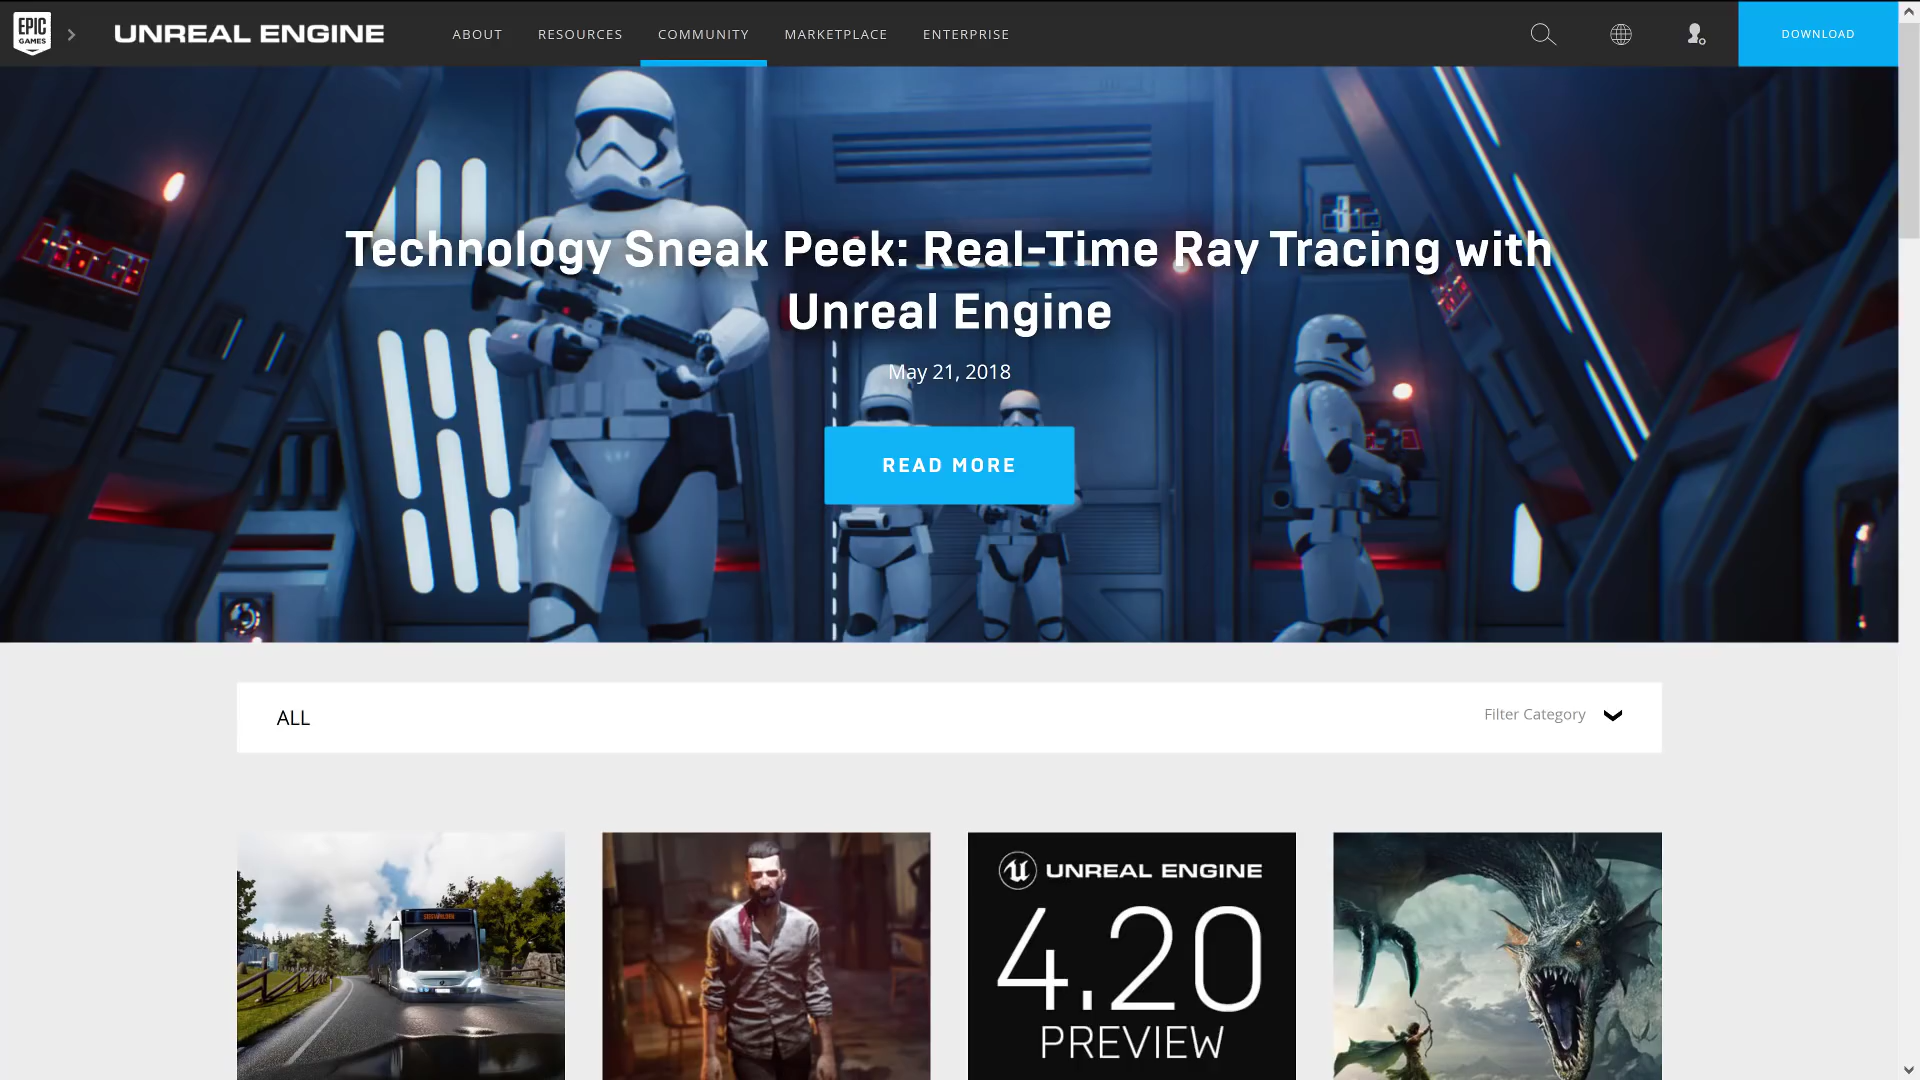 EPIC
GAMES
UNREAL ENGINE
ABOUT
RESOURCES
COMMUNITY
MARKETPLACE
ENTERPRISE
DOWNLOAD
Technology Sneak Peek: Real-Time Ray Tracing with
Unreal Engine
May 21, 2018
READ MORE
ALL
Filter Category
UNREAL ENGINE
4.20
PREVIEW